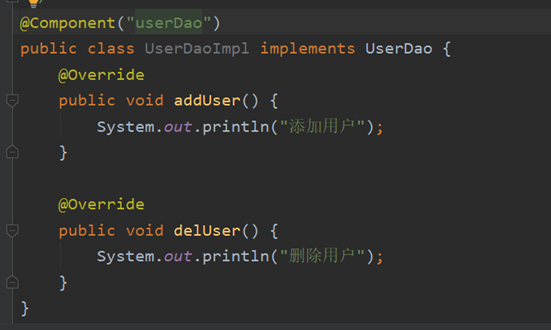 @Component("userDao")
public class UserDaoImpl implements UserDao {
    @Override
    public void addUser() {
        System.out.println("添加用户");
    }

    @Override
    public void delUser() {
        System.out.println("删除用户");
    }
}